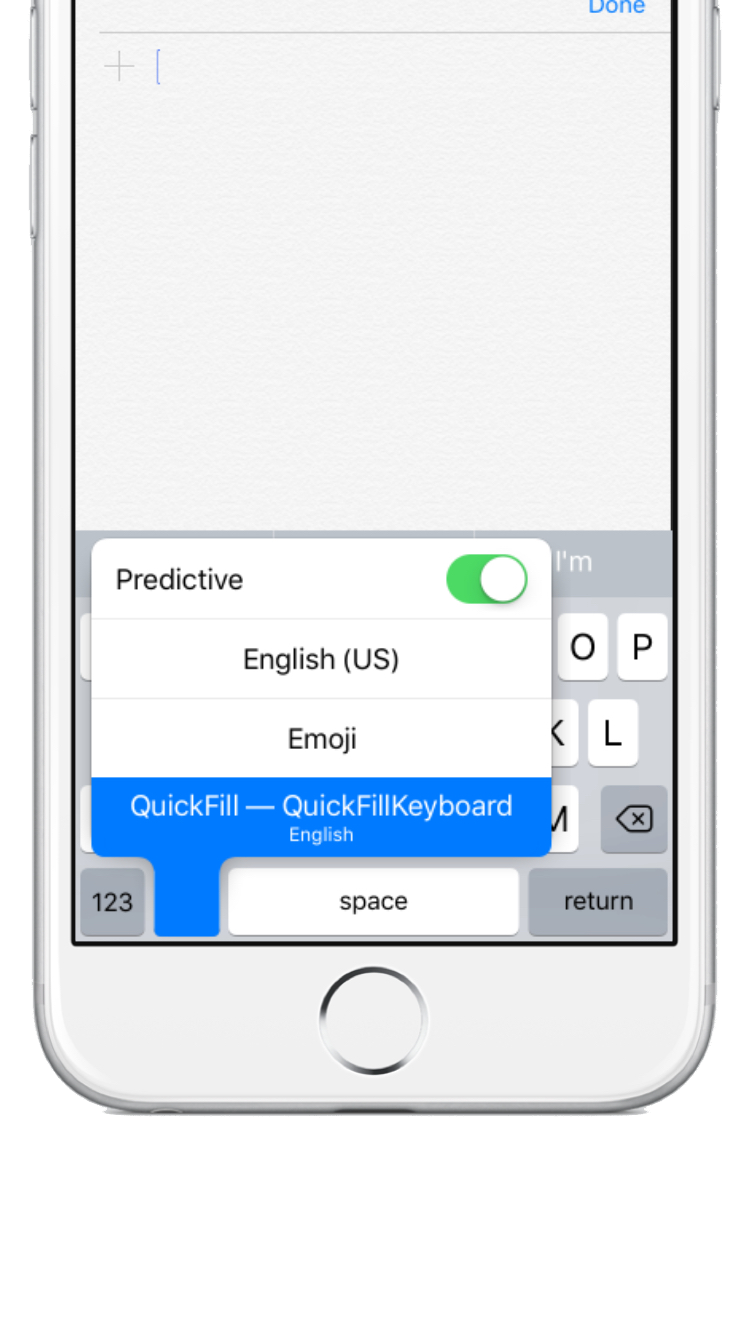 Done
I'm
Predictive
English (US)
Emoji
QuickFill — QuickFillKeyboard
English
O P
K L
M
123 space return